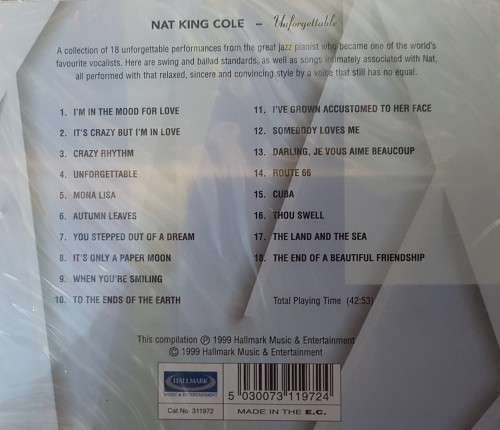 NAT KING COLE – Unforgettable
A collection of 18 unforgettable performances from the great jazz pianist who became one of the world's
favourite vocalists. Here are swing and ballad standards, as well as songs intimately associated with Nat,
all performed with that relaxed, sincere and convincing style by a voice that still has no equal.
1. I'M IN THE MOOD FOR LOVE
2. IT'S CRAZY BUT I'M IN LOVE
3. CRAZY RHYTHM
4. UNFORGETTABLE
5. MONA LISA
6. AUTUMN LEAVES
7. YOU STEPPED OUT OF A DREAM
8. IT'S ONLY A PAPER MOON
9. WHEN YOU'RE SMILING
10. TO THE ENDS OF THE EARTH
11. I'VE GROWN ACCUSTOMED TO HER FACE
12. SOMEBODY LOVES ME
13. DARLING, JE VOUS AIME BEAUCOUP
14. ROUTE 66
15. CUBA
16. THOU SWELL
17. THE LAND AND THE SEA
18. THE END OF A BEAUTIFUL FRIENDSHIP
Total Playing Time (42:53)
This compilation ℗ 1999 Hallmark Music & Entertainment
© 1999 Hallmark Music & Entertainment
HALLMARK
MUSIC & ENTERTAINMENT
Cat No. 311972
5 030073 119724
MADE IN THE E.C.